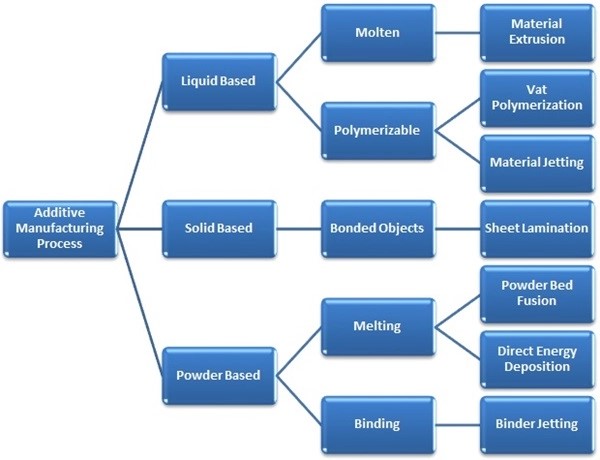 Additive
Manufacturing
Process
Liquid Based
Molten
Material
Extrusion
Polymerizable
Vat
Polymerization
Material Jetting
Solid Based
Bonded Objects
Sheet Lamination
Powder Based
Melting
Powder Bed
Fusion
Direct Energy
Deposition
Binding
Binder Jetting